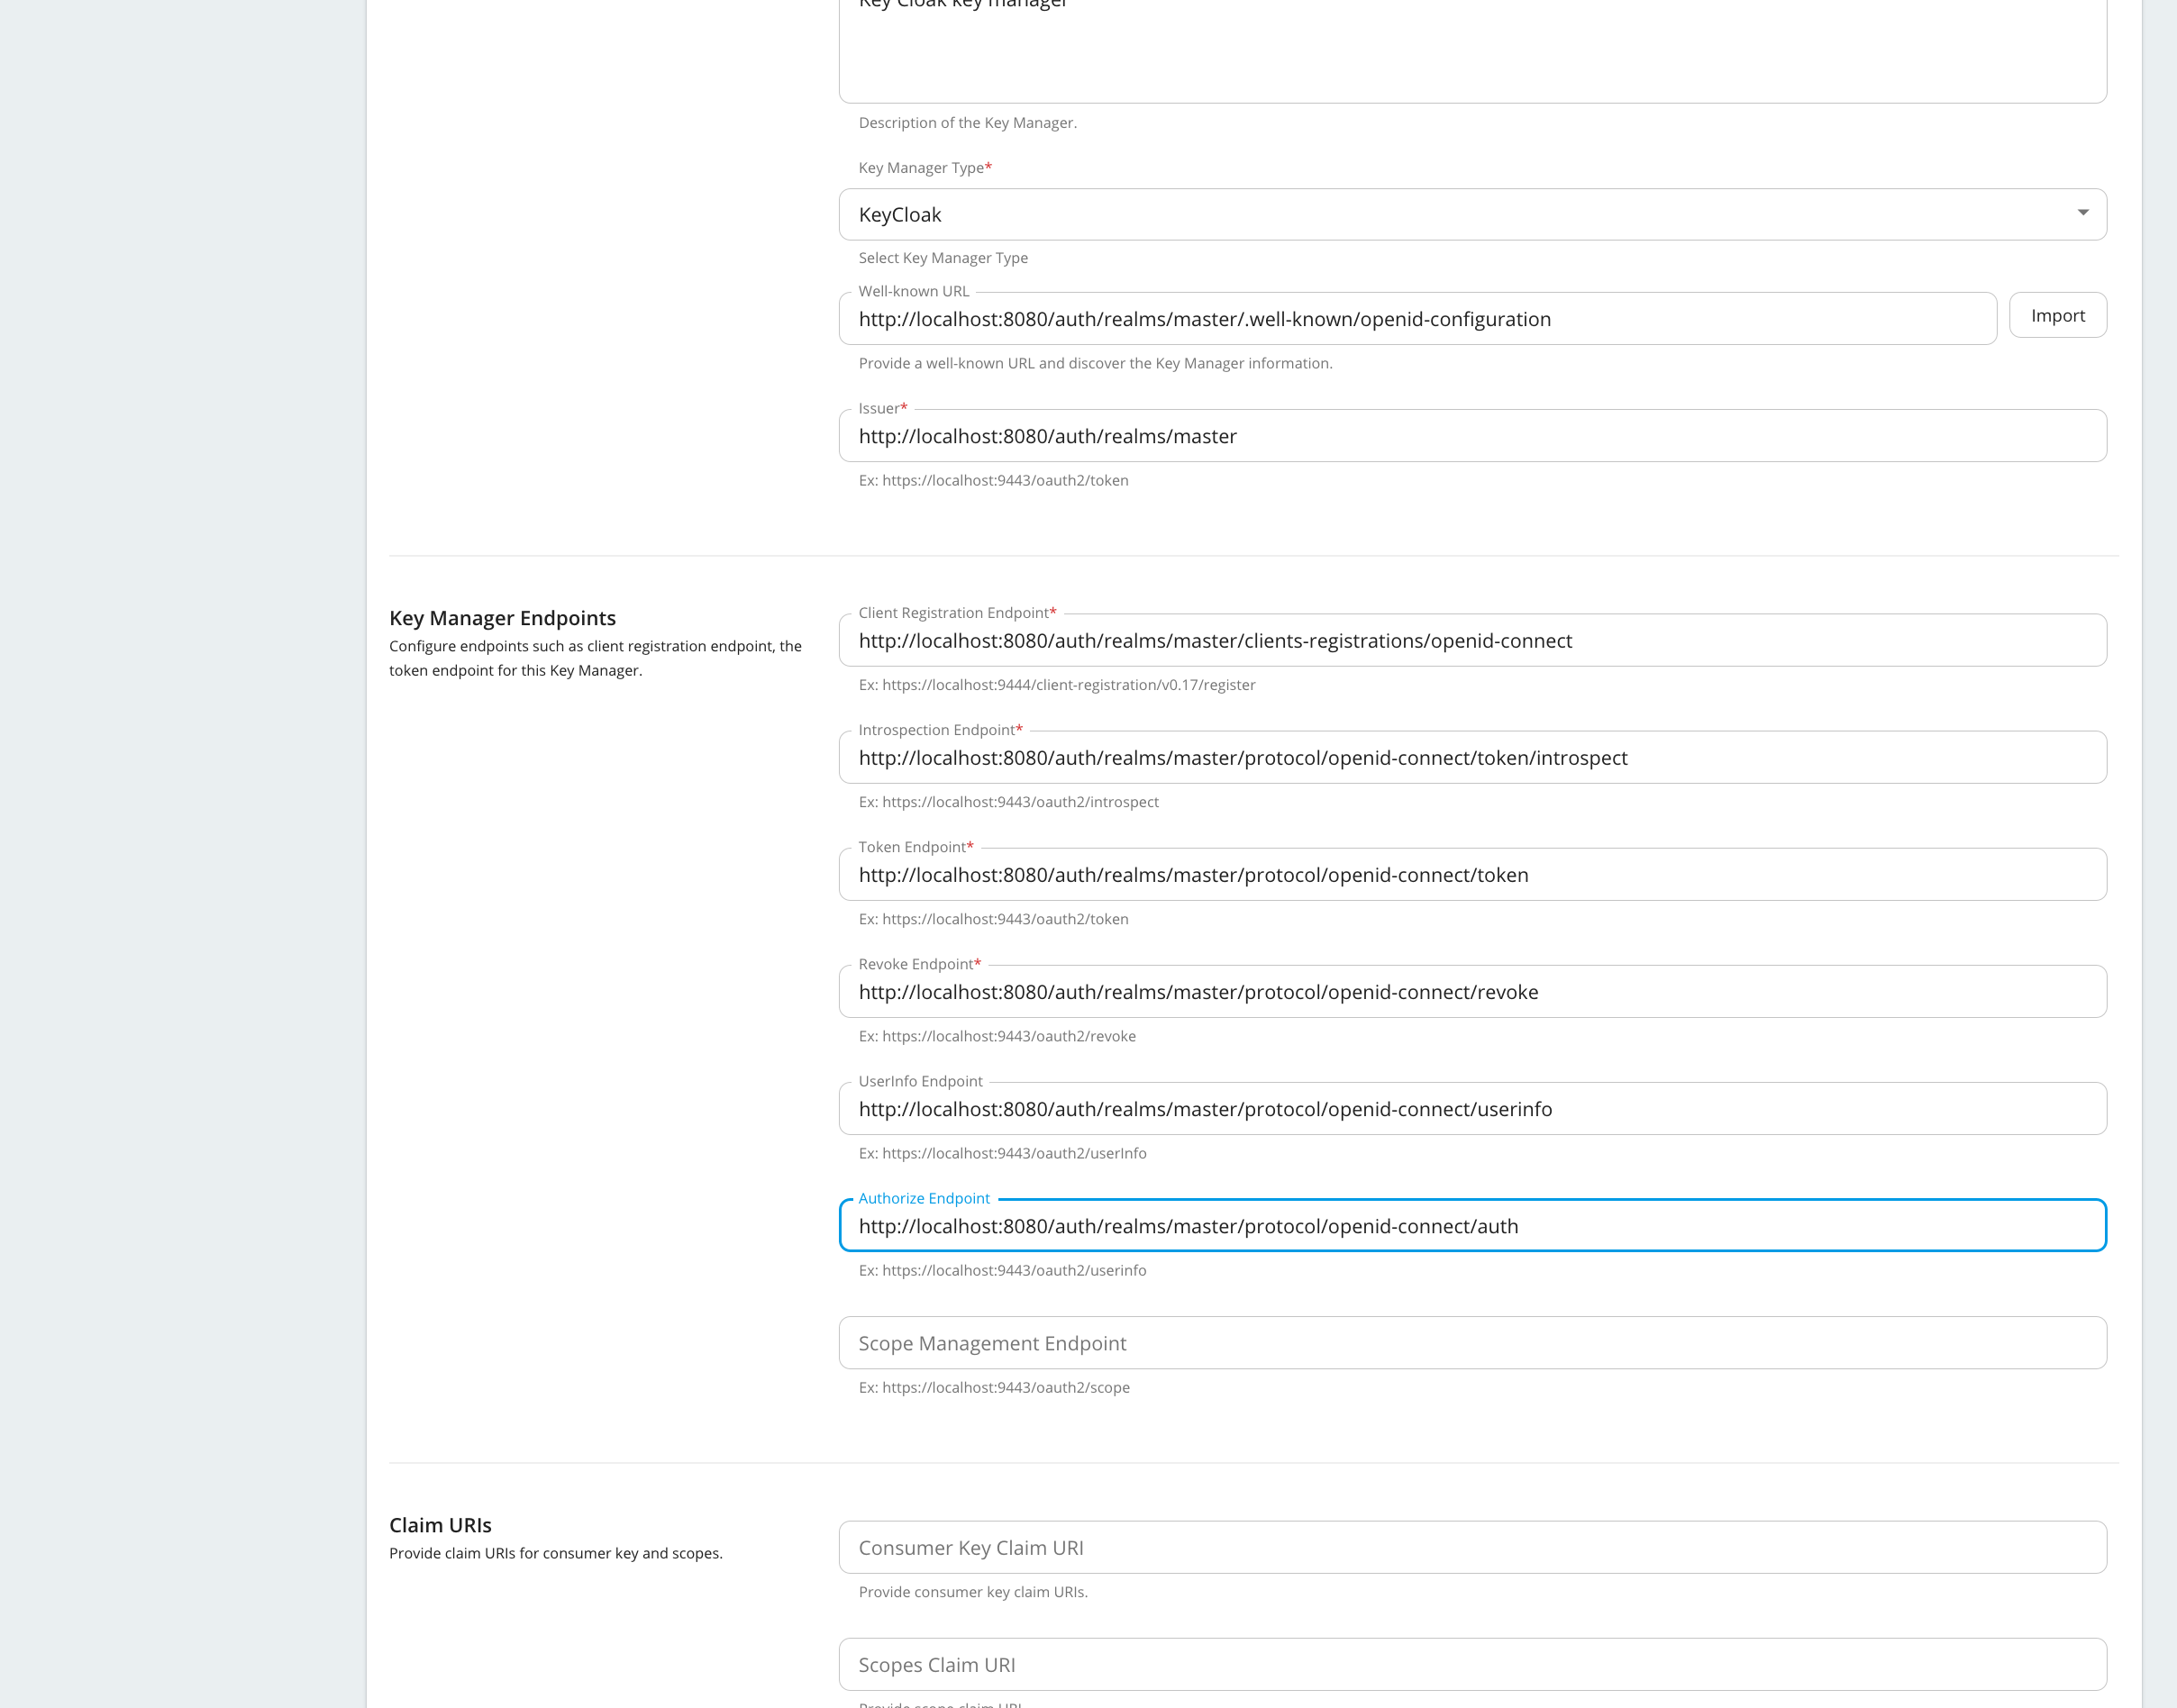 Key Cloak key manager
Description of the Key Manager.
Key Manager Type*
KeyCloak
Select Key Manager Type
Well-known URL
http://localhost:8080/auth/realms/master/.well-known/openid-configuration
Import
Provide a well-known URL and discover the Key Manager information.
Issuer*
http://localhost:8080/auth/realms/master
Ex: https://localhost:9443/oauth2/token
Key Manager Endpoints
Configure endpoints such as client registration endpoint, the
token endpoint for this Key Manager.
Client Registration Endpoint*
http://localhost:8080/auth/realms/master/clients-registrations/openid-connect
Ex: https://localhost:9444/client-registration/v0.17/register
Introspection Endpoint*
http://localhost:8080/auth/realms/master/protocol/openid-connect/token/introspect
Ex: https://localhost:9443/oauth2/introspect
Token Endpoint*
http://localhost:8080/auth/realms/master/protocol/openid-connect/token
Ex: https://localhost:9443/oauth2/token
Revoke Endpoint*
http://localhost:8080/auth/realms/master/protocol/openid-connect/revoke
Ex: https://localhost:9443/oauth2/revoke
UserInfo Endpoint
http://localhost:8080/auth/realms/master/protocol/openid-connect/userinfo
Ex: https://localhost:9443/oauth2/userInfo
Authorize Endpoint
http://localhost:8080/auth/realms/master/protocol/openid-connect/auth
Ex: https://localhost:9443/oauth2/userinfo
Scope Management Endpoint
Ex: https://localhost:9443/oauth2/scope
Claim URIs
Provide claim URIs for consumer key and scopes.
Consumer Key Claim URI
Provide consumer key claim URIs.
Scopes Claim URI
Provide scope claim URI